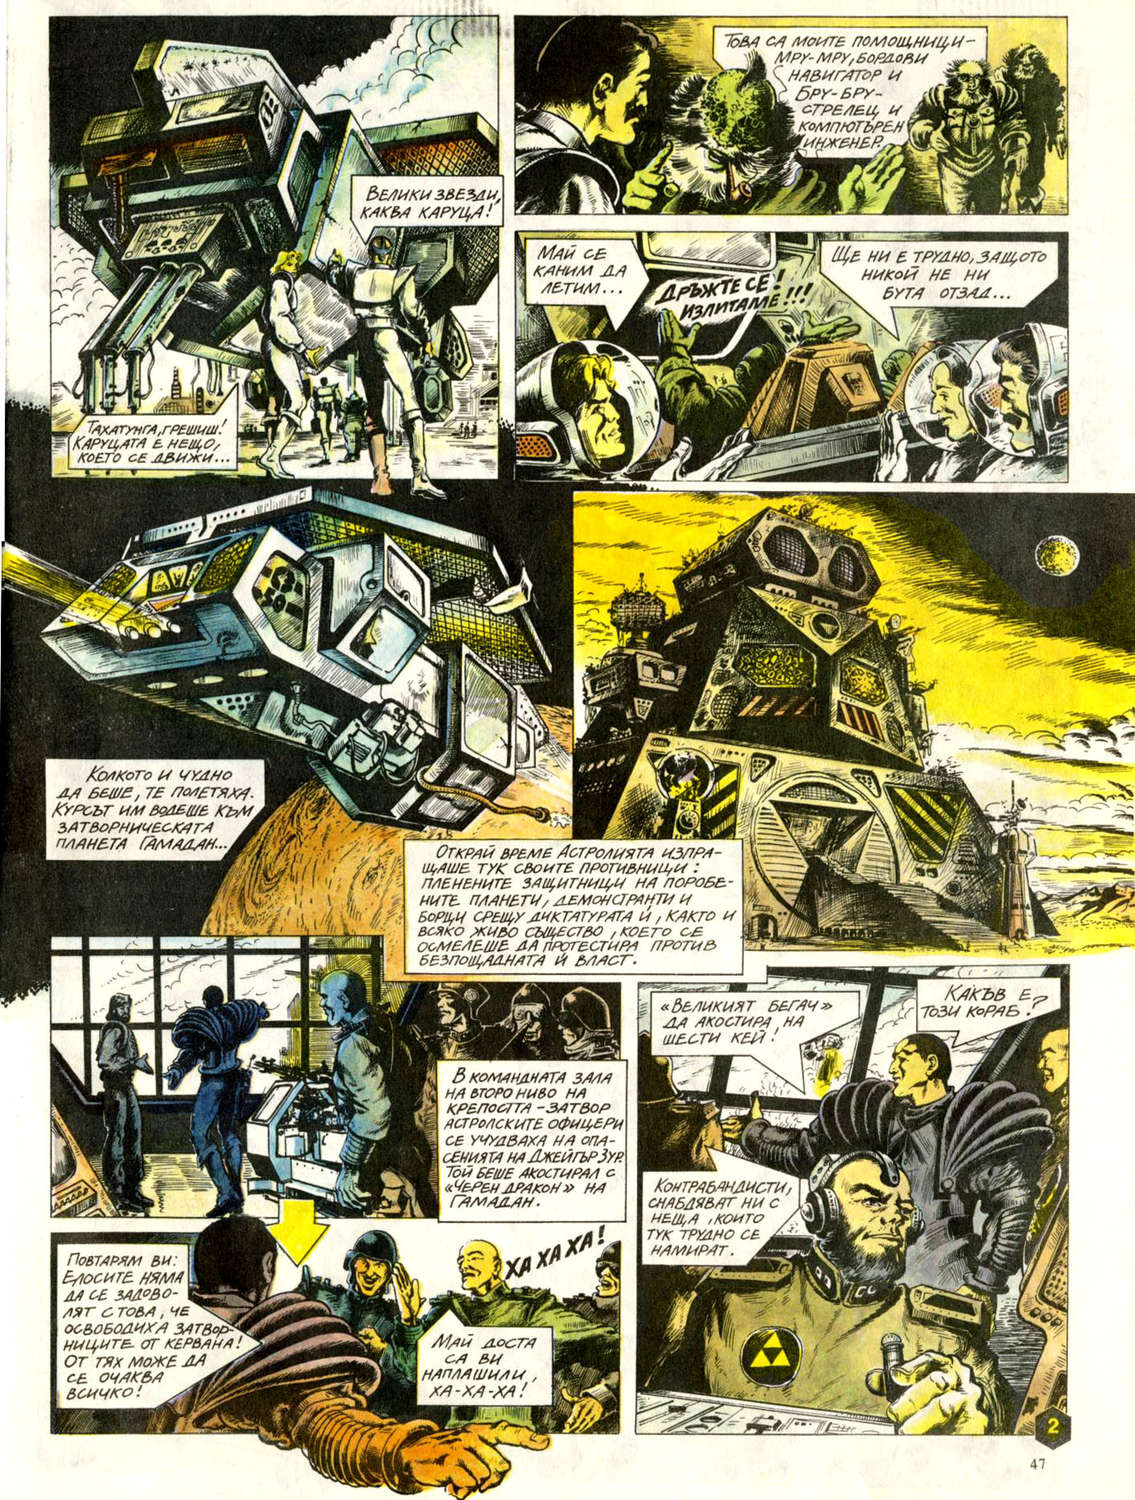 ВЕЛИКИ ЗВЕЗДИ,
КАКВА КАРУЦА!
ТАХАТУНГА, ГРЕШИШ!
КАРУЦАТА Е НЕЩО,
КОЕТО СЕ ДВИЖИ...
ТОВА СА МОИТЕ ПОМОЩНИЦИ-
МРУ-МРУ, БОРДОВИ
НАВИГАТОР И
БРУ-БРУ-
СТРЕЛЕЦ И
КОМПЮТЪРЕН
ИНЖЕНЕР.
МАЙ СЕ
КАНИМ ДА
ЛЕТИМ...
ДРЪЖТЕ СЕ!
ИЗЛИТАМЕ!!!
ЩЕ НИ Е ТРУДНО, ЗАЩОТО
НИКОЙ НЕ НИ
БУТА ОТЗАД...
КОЛКОТО И ЧУДНО
ДА БЕШЕ, ТЕ ПОЛЕТЯХА.
КУРСЪТ ИМ ВОДЕШЕ КЪМ
ЗАТВОРНИЧЕСКАТА
ПЛАНЕТА ГАМАДАН...
ОТКРАЙ ВРЕМЕ АСТРОЛИЯТА ИЗПРА-
ЩАШЕ ТУК СВОИТЕ ПРОТИВНИЦИ:
ПЛЕНЕНИТЕ ЗАЩИТНИЦИ НА ПОРОБЕ-
НИТЕ ПЛАНЕТИ, ДЕМОНСТРАНТИ И
БОРЦИ СРЕЩУ ДИКТАТУРАТА Ѝ, КАКТО И
ВСЯКО ЖИВО СЪЩЕСТВО, КОЕТО СЕ
ОСМЕЛЕШЕ ДА ПРОТЕСТИРА ПРОТИВ
БЕЗПОЩАДНАТА Ѝ ВЛАСТ.
В КОМАНДНАТА ЗАЛА
НА ВТОРО НИВО НА
КРЕПОСТТА-ЗАТВОР
АСТРОЛСКИТЕ ОФИЦЕРИ
СЕ УЧУДВАХА НА ОПА-
СЕНИЯТА НА ДЖЕЙГЪР ЗУР.
ТОЙ БЕШЕ АКОСТИРАЛ С
«ЧЕРЕН ДРАКОН» НА
ГАМАДАН.
ПОВТАРЯМ ВИ:
ЕЛОСИТЕ НЯМА
ДА СЕ ЗАДОВО-
ЛЯТ С ТОВА, ЧЕ
ОСВОБОДИХА ЗАТВОР-
НИЦИТЕ ОТ КЕРВАНА!
ОТ ТЯХ МОЖЕ ДА
СЕ ОЧАКВА
ВСИЧКО!
ХА ХА ХА!
МАЙ ДОСТА
СА ВИ
НАПЛАШИЛИ,
ХА-ХА-ХА!
«ВЕЛИКИЯТ БЕГАЧ»
ДА АКОСТИРА НА
ШЕСТИ КЕЙ!
КАКЪВ Е
ТОЗИ КОРАБ?
КОНТРАБАНДИСТИ,
СНАБДЯВАТ НИ С
НЕЩА, КОИТО
ТУК ТРУДНО СЕ
НАМИРАТ.
2
47